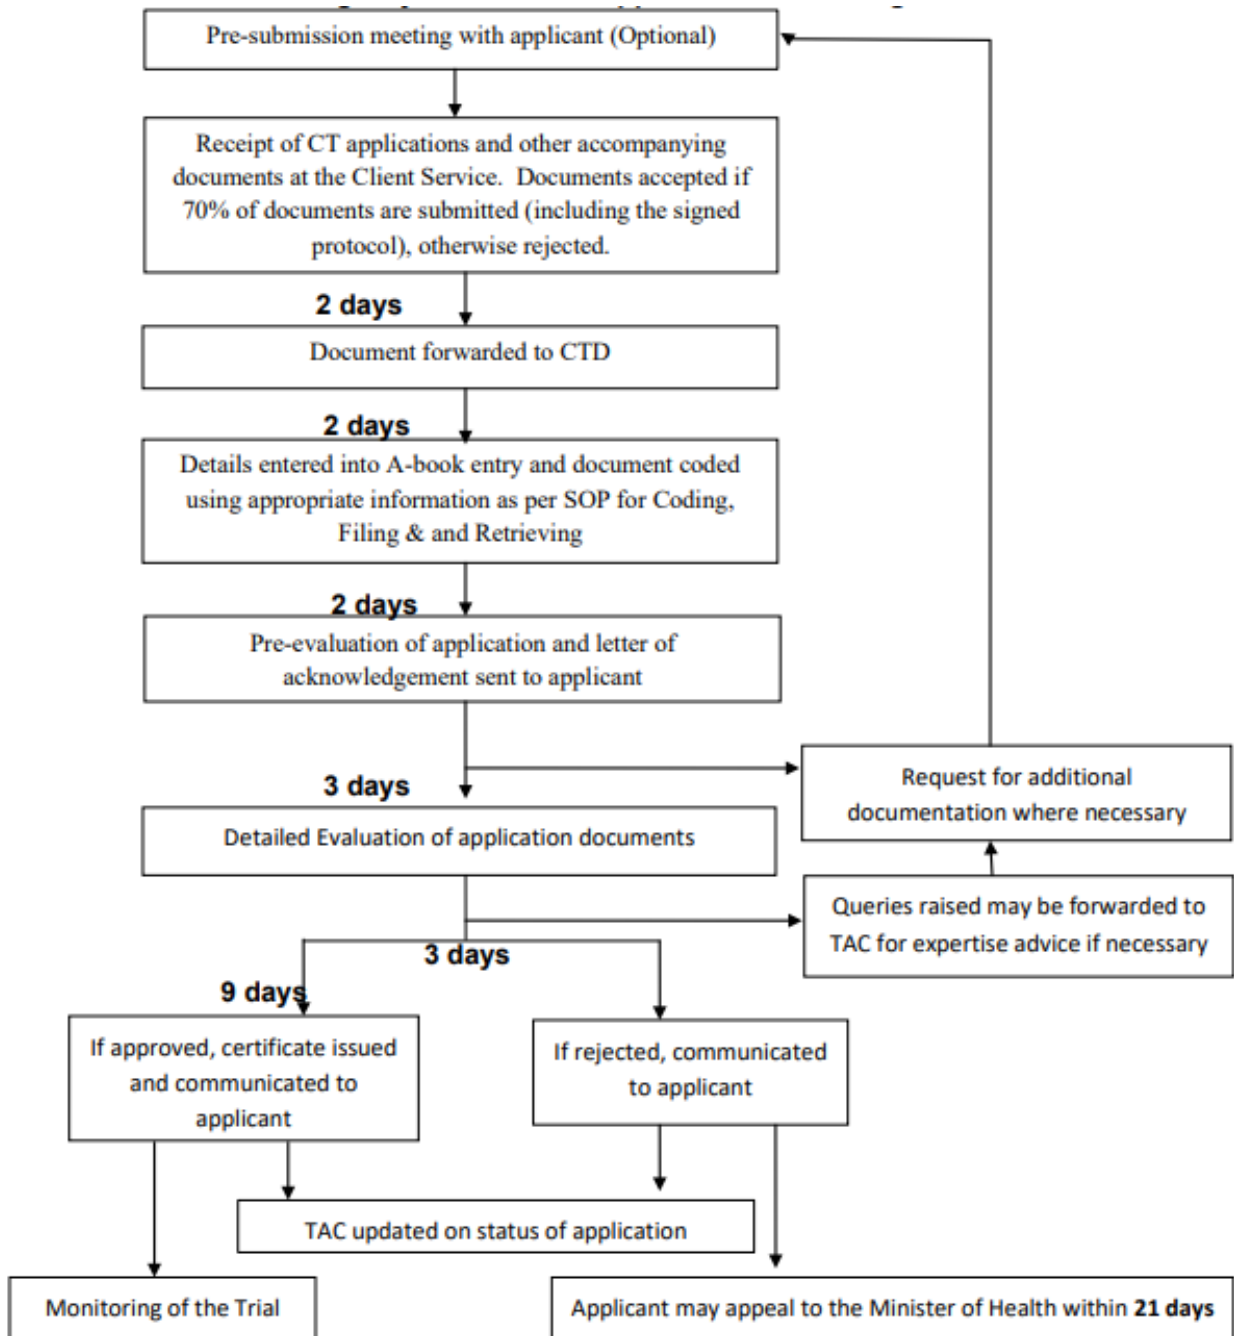 Pre-submission meeting with applicant (Optional)
Receipt of CT applications and other accompanying
documents at the Client Service. Documents accepted if
70% of documents are submitted (including the signed
protocol), otherwise rejected.
2 days
Document forwarded to CTD
2 days
Details entered into A-book entry and document coded
using appropriate information as per SOP for Coding,
Filing & and Retrieving
2 days
Pre-evaluation of application and letter of
acknowledgement sent to applicant
Request for additional
documentation where necessary
3 days
Detailed Evaluation of application documents
Queries raised may be forwarded to
TAC for expertise advice if necessary
3 days
9 days
If approved, certificate issued
and communicated to
applicant
If rejected, communicated
to applicant
TAC updated on status of application
Monitoring of the Trial
Applicant may appeal to the Minister of Health within 21 days